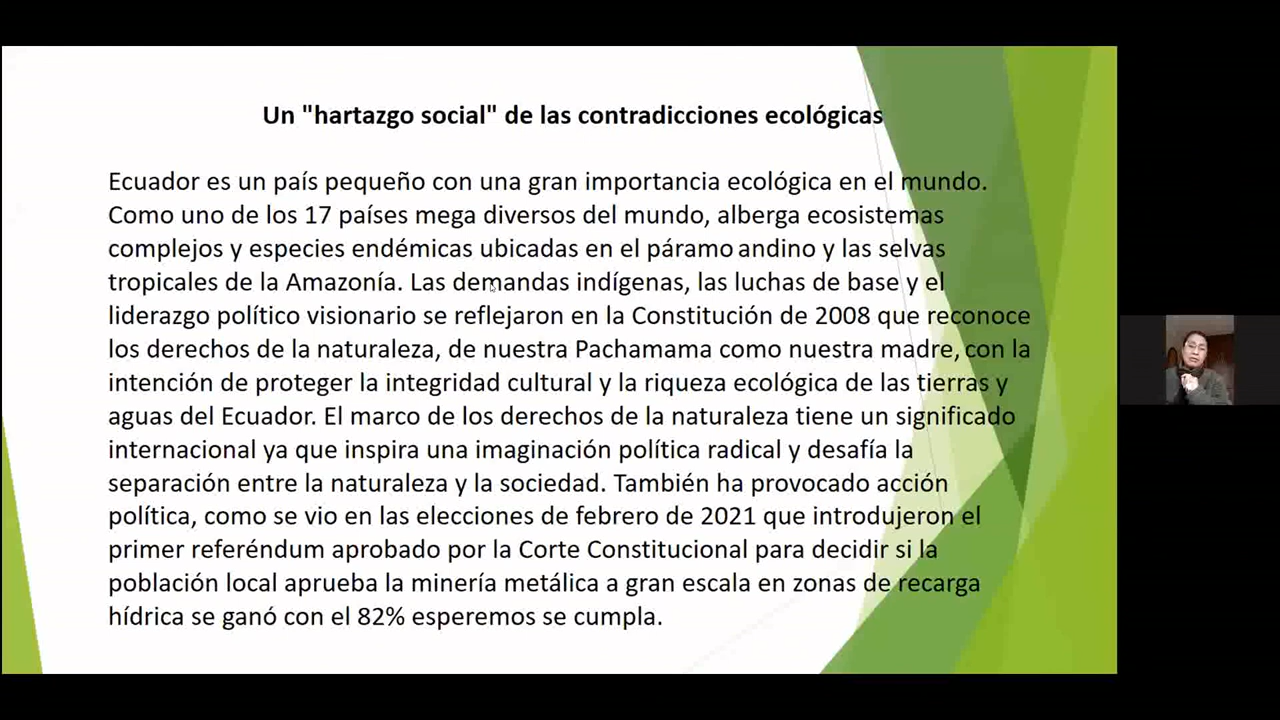 Un "hartazgo social" de las contradicciones ecológicas
Ecuador es un país pequeño con una gran importancia ecológica en el mundo.
Como uno de los 17 países mega diversos del mundo, alberga ecosistemas
complejos y especies endémicas ubicadas en el páramo andino y las selvas
tropicales de la Amazonía. Las demandas indígenas, las luchas de base y el
liderazgo político visionario se reflejaron en la Constitución de 2008 que reconoce
los derechos de la naturaleza, de nuestra Pachamama como nuestra madre, con la
intención de proteger la integridad cultural y la riqueza ecológica de las tierras y
aguas del Ecuador. El marco de los derechos de la naturaleza tiene un significado
internacional ya que inspira una imaginación política radical y desafía la
separación entre la naturaleza y la sociedad. También ha provocado acción
política, como se vio en las elecciones de febrero de 2021 que introdujeron el
primer referéndum aprobado por la Corte Constitucional para decidir si la
población local aprueba la minería metálica a gran escala en zonas de recarga
hídrica se ganó con el 82% esperemos se cumpla.